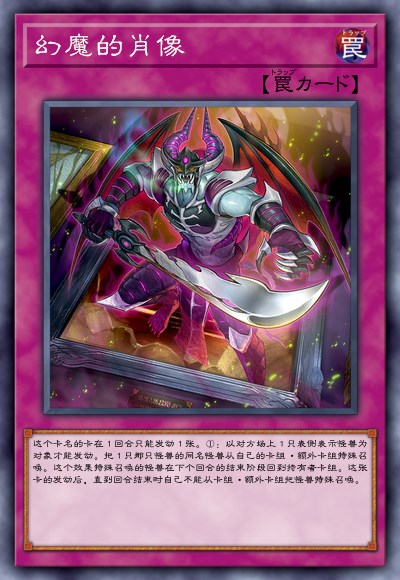 幻魔的肖像
トラップ
罠
トラップ
【罠カード】
这个卡名的卡在1回合只能发动1张。①：以对方场上1只表侧表示怪兽为
对象才能发动。把1只那只怪兽的同名怪兽从自己的卡组·额外卡组特殊召
唤。这个效果特殊召唤的怪兽在下个回合的结束阶段回到持有者卡组。这张
卡的发动后，直到回合结束时自己不能从卡组·额外卡组把怪兽特殊召唤。